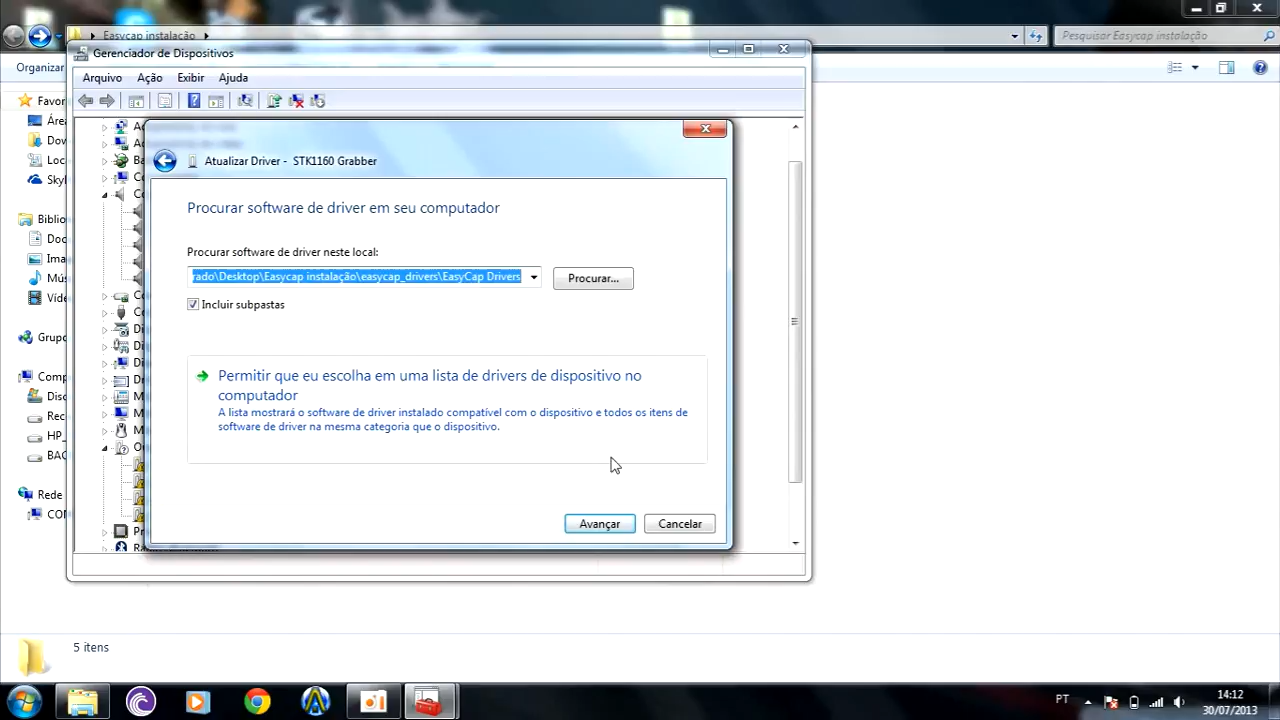 Easycap instalação
Pesquisar Easycap instalação
Gerenciador de Dispositivos
Organizar
Arquivo Ação Exibir Ajuda
Atualizar Driver - STK1160 Grabber
Procurar software de driver em seu computador
Procurar software de driver neste local:
rado\Desktop\Easycap instalação\easycap_drivers\EasyCap Drivers
Procurar...
Incluir subpastas
Permitir que eu escolha em uma lista de drivers de dispositivo no
computador
A lista mostrará o software de driver instalado compatível com o dispositivo e todos os itens de
software de driver na mesma categoria que o dispositivo.
Avançar Cancelar
Favor
Área
Dow
Loc
Sky
Biblio
Doc
Ima
Mús
Víde
Grupo
Comp
Disc
Rec
HP_
BAC
Rede
CON
5 itens
PT
14:12
30/07/2013